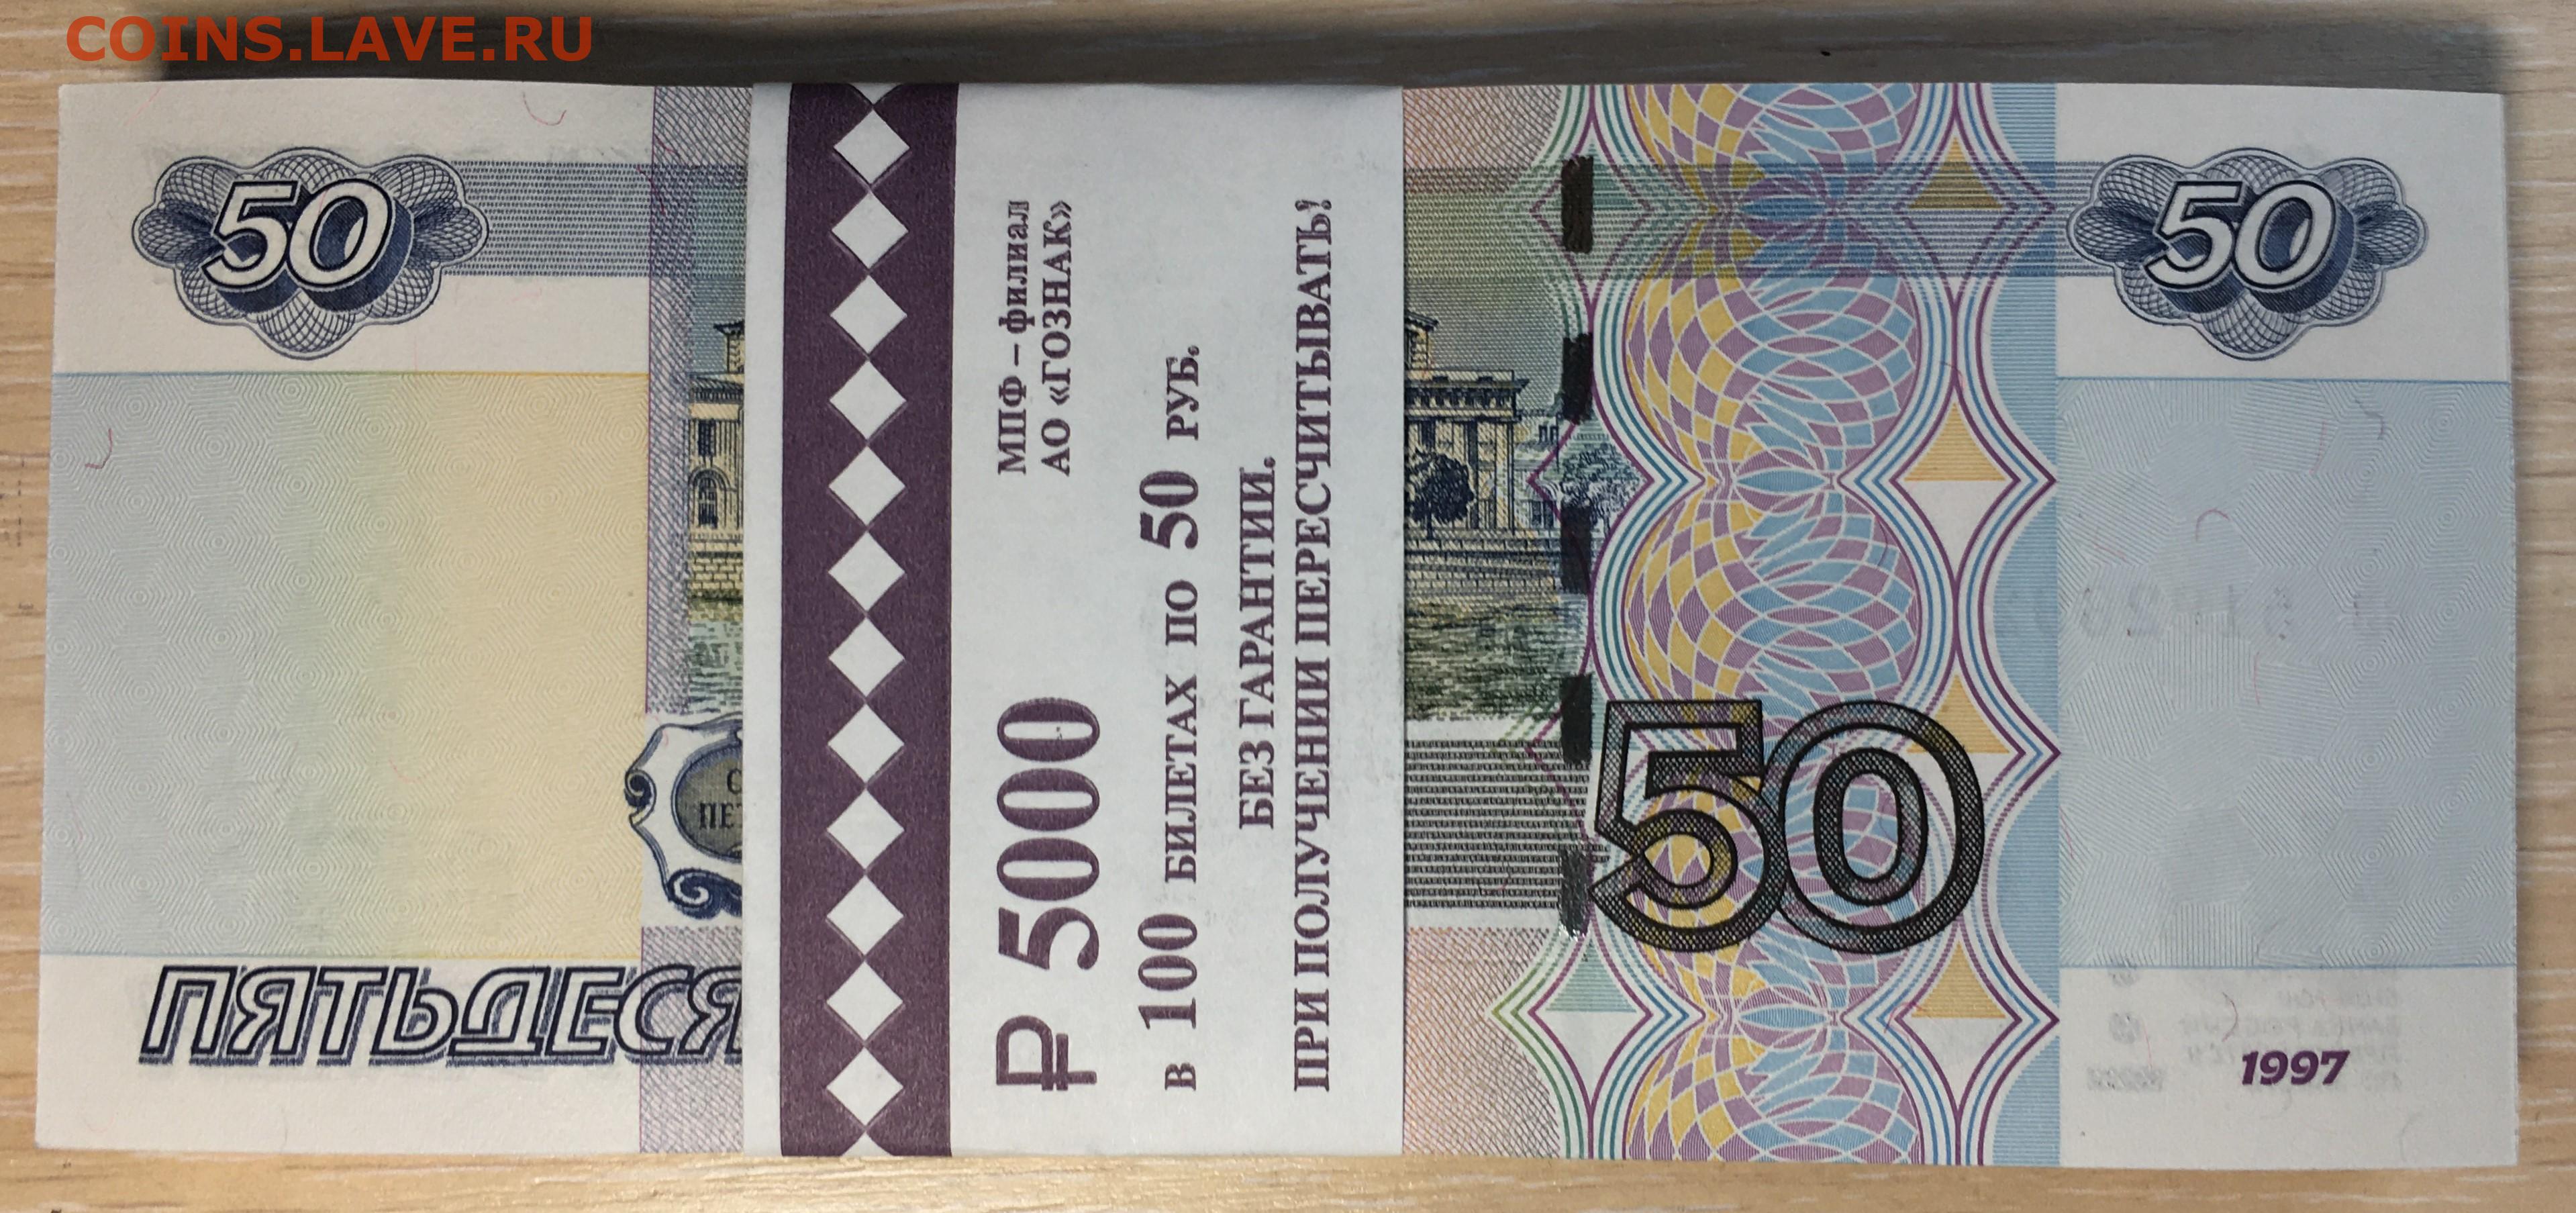 COINS.LAVE.RU
50
50
МПФ – филиал
АО «ГОЗНАК»
₽ 5000
в 100 БИЛЕТАХ ПО 50 РУБ.
БЕЗ ГАРАНТИИ.
ПРИ ПОЛУЧЕНИИ ПЕРЕСЧИТЫВАТЬ!
С
ПЕ
50
ПЯТЬДЕСЯ
1997